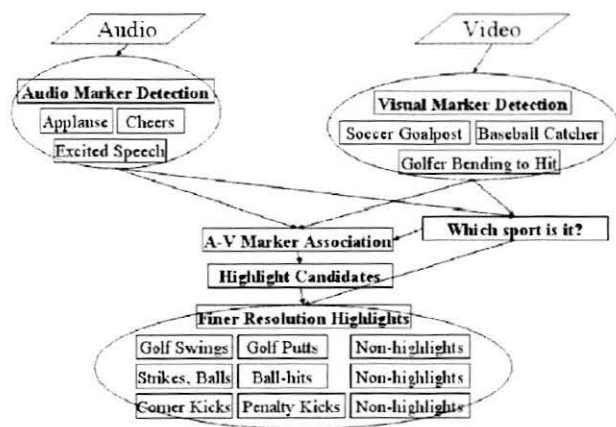 Audio Video
Audio Marker Detection
Applause Cheers
Excited Speech
Visual Marker Detection
Soccer Goalpost Baseball Catcher
Golfer Bending to Hit
A-V Marker Association Which sport is it?
Highlight Candidates
Finer Resolution Highlights
Golf Swings Golf Putts Non-highlights
Strikes, Balls Ball-hits Non-highlights
Corner Kicks Penalty Kicks Non-highlights